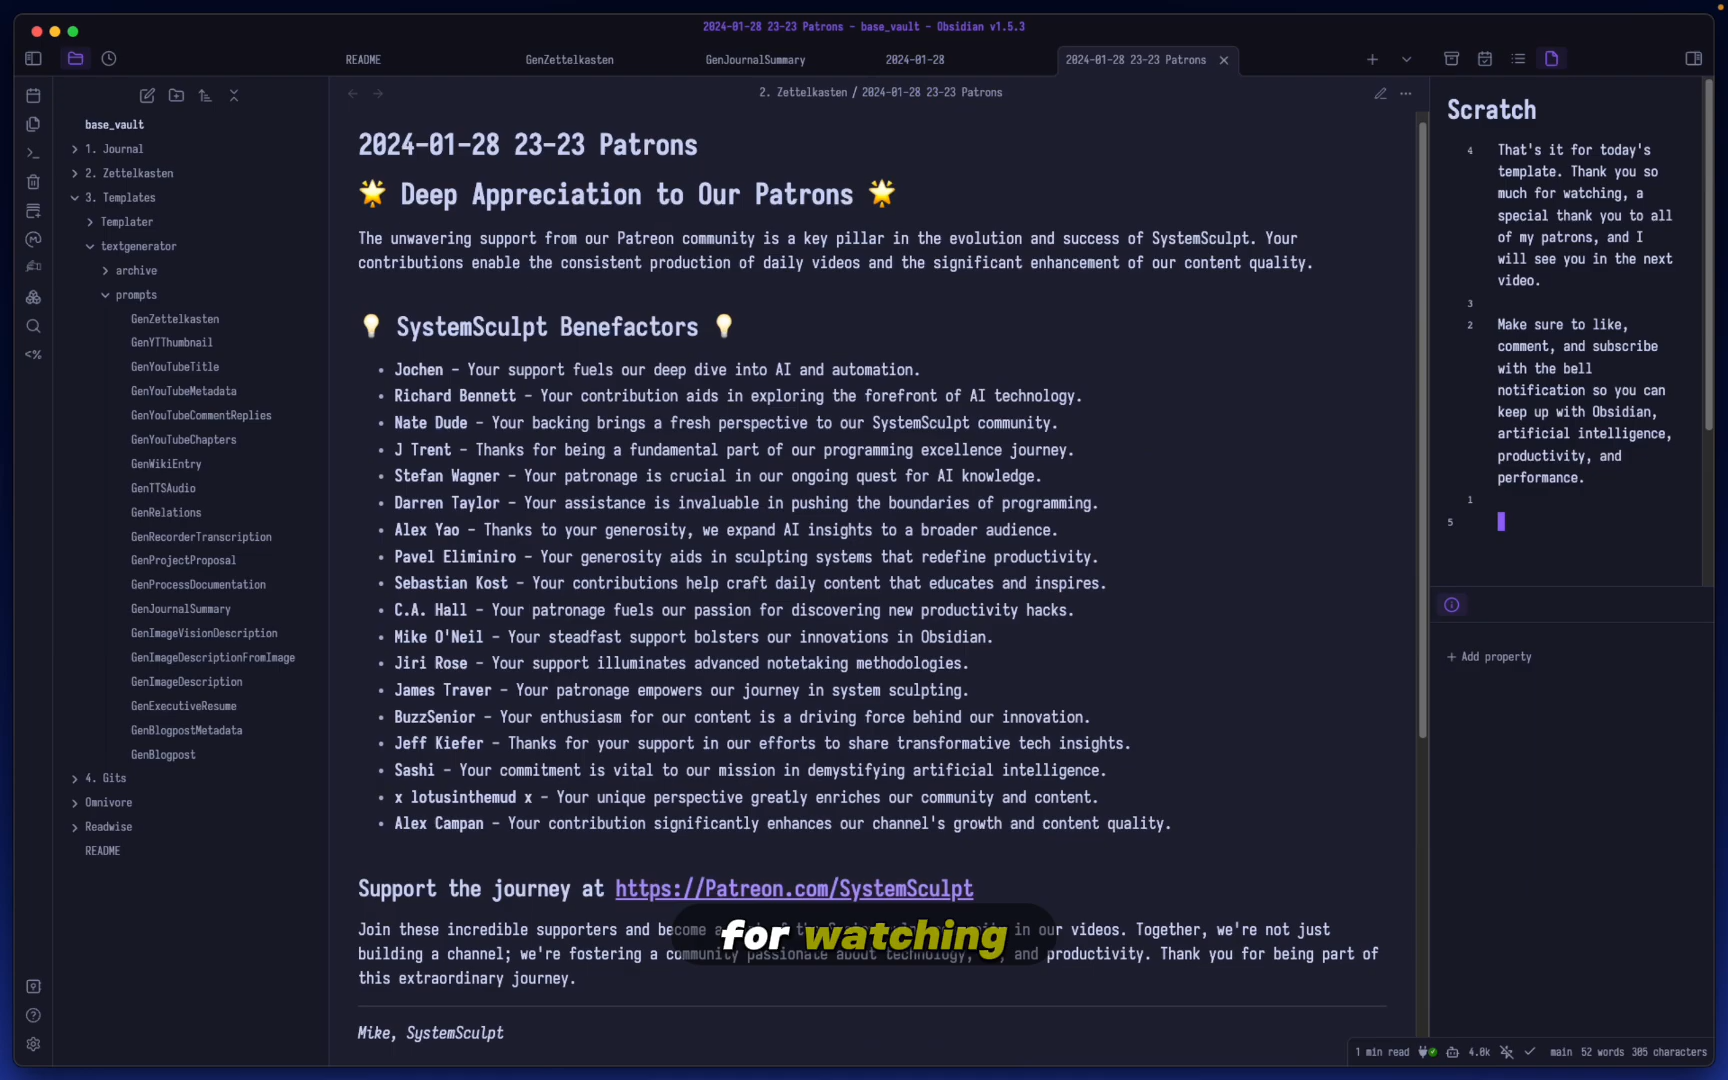 2024-01-28 23-23 Patrons - base_vault - Obsidian v1.5.3
README
GenZettelkasten
GenJournalSummary
2024-01-28
2024-01-28 23-23 Patrons
2. Zettelkasten / 2024-01-28 23-23 Patrons
base_vault
1. Journal
2. Zettelkasten
3. Templates
Templater
textgenerator
archive
prompts
GenZettelkasten
GenYTThumbnail
GenYouTubeTitle
GenYouTubeMetadata
GenYouTubeCommentReplies
GenYouTubeChapters
GenWikiEntry
GenTTSAudio
GenRelations
GenRecorderTranscription
GenProjectProposal
GenProcessDocumentation
GenJournalSummary
GenImageVisionDescription
GenImageDescriptionFromImage
GenImageDescription
GenExecutiveResume
GenBlogpostMetadata
GenBlogpost
4. Gits
Omnivore
Readwise
README
2024-01-28 23-23 Patrons
🌟 Deep Appreciation to Our Patrons 🌟
The unwavering support from our Patreon community is a key pillar in the evolution and success of SystemSculpt. Your
contributions enable the consistent production of daily videos and the significant enhancement of our content quality.
💡 SystemSculpt Benefactors 💡
• Jochen - Your support fuels our deep dive into AI and automation.
• Richard Bennett - Your contribution aids in exploring the forefront of AI technology.
• Nate Dude - Your backing brings a fresh perspective to our SystemSculpt community.
• J Trent - Thanks for being a fundamental part of our programming excellence journey.
• Stefan Wagner - Your patronage is crucial in our ongoing quest for AI knowledge.
• Darren Taylor - Your assistance is invaluable in pushing the boundaries of programming.
• Alex Yao - Thanks to your generosity, we expand AI insights to a broader audience.
• Pavel Eliminiro - Your generosity aids in sculpting systems that redefine productivity.
• Sebastian Kost - Your contributions help craft daily content that educates and inspires.
• C.A. Hall - Your patronage fuels our passion for discovering new productivity hacks.
• Mike O'Neil - Your steadfast support bolsters our innovations in Obsidian.
• Jiri Rose - Your support illuminates advanced notetaking methodologies.
• James Traver - Your patronage empowers our journey in system sculpting.
• BuzzSenior - Your enthusiasm for our content is a driving force behind our innovation.
• Jeff Kiefer - Thanks for your support in our efforts to share transformative tech insights.
• Sashi - Your commitment is vital to our mission in demystifying artificial intelligence.
• x lotusinthemud x - Your unique perspective greatly enriches our community and content.
• Alex Campan - Your contribution significantly enhances our channel's growth and content quality.
Support the journey at https://Patreon.com/SystemSculpt
Join these incredible supporters and become our videos. Together, we're not just
for watching
building a channel; we're fostering a community passionate about technology, and productivity. Thank you for being part of
this extraordinary journey.
Mike, SystemSculpt
Scratch
4 That's it for today's
template. Thank you so
much for watching, a
special thank you to all
of my patrons, and I
will see you in the next
video.
3
2 Make sure to like,
comment, and subscribe
with the bell
notification so you can
keep up with Obsidian,
artificial intelligence,
productivity, and
performance.
1
5
+ Add property
1 min read 4.0k main 52 words 305 characters